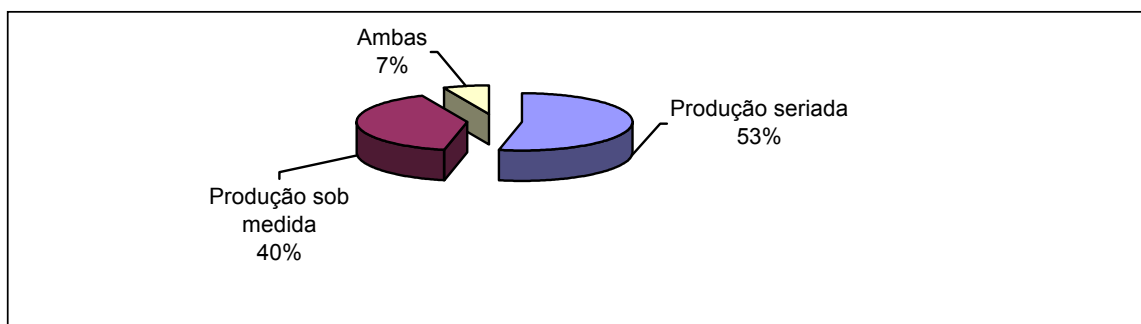 Ambas
7%
Produção seriada
53%
Produção sob
medida
40%